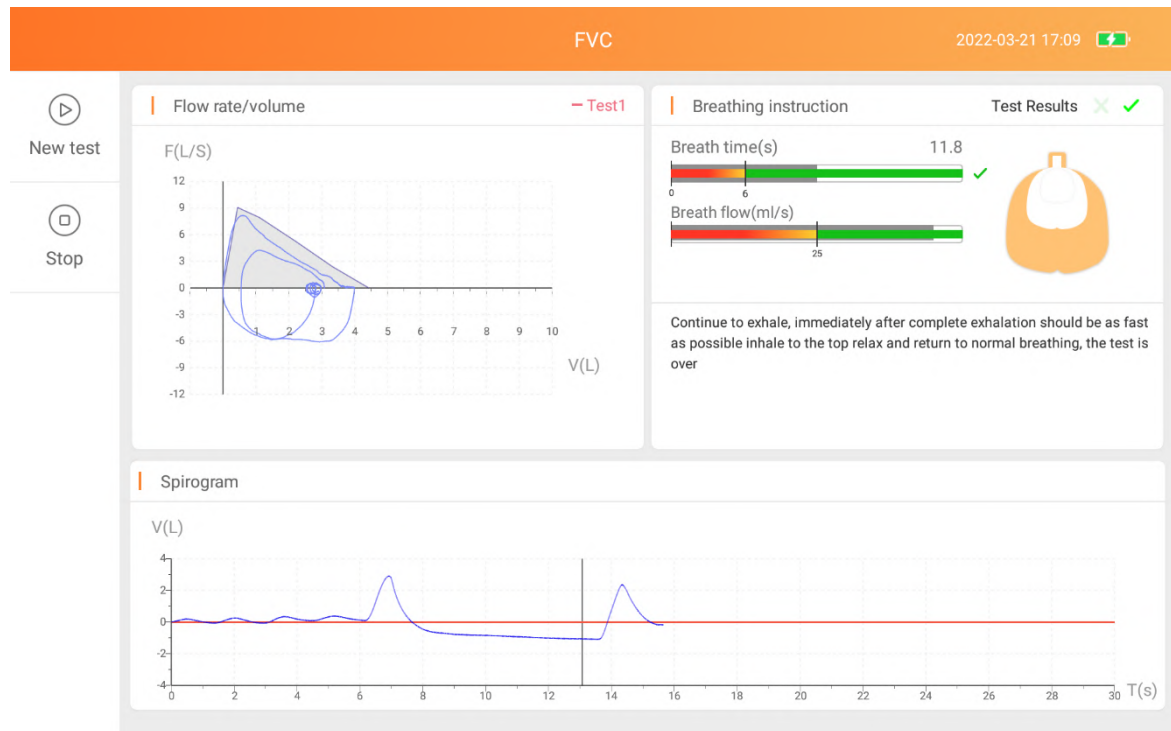 FVC
2022-03-21 17:09
New test
Stop
Flow rate/volume
Test1
F(L/S)
12
9
6
3
0
-3
-6
-9
-12
1 2 3 4 5 6 7 8 9 10
V(L)
Breathing instruction
Test Results
Breath time(s) 11.8
0 6
Breath flow(ml/s)
25
Continue to exhale, immediately after complete exhalation should be as fast
as possible inhale to the top relax and return to normal breathing, the test is
over
Spirogram
V(L)
4
2
0
-2
-4
0 2 4 6 8 10 12 14 16 18 20 22 24 26 28 30 T(s)